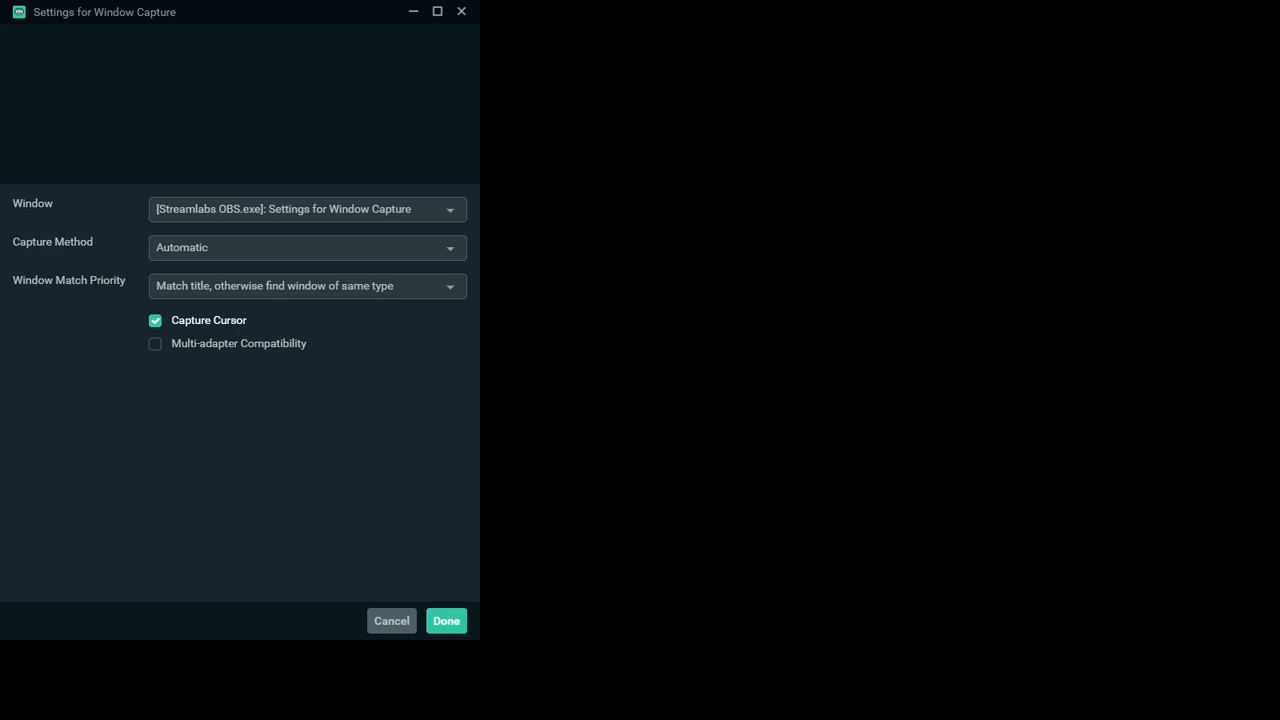 Settings for Window Capture
Window
[Streamlabs OBS.exe]: Settings for Window Capture
Capture Method
Automatic
Window Match Priority
Match title, otherwise find window of same type
Capture Cursor
Multi-adapter Compatibility
Cancel
Done